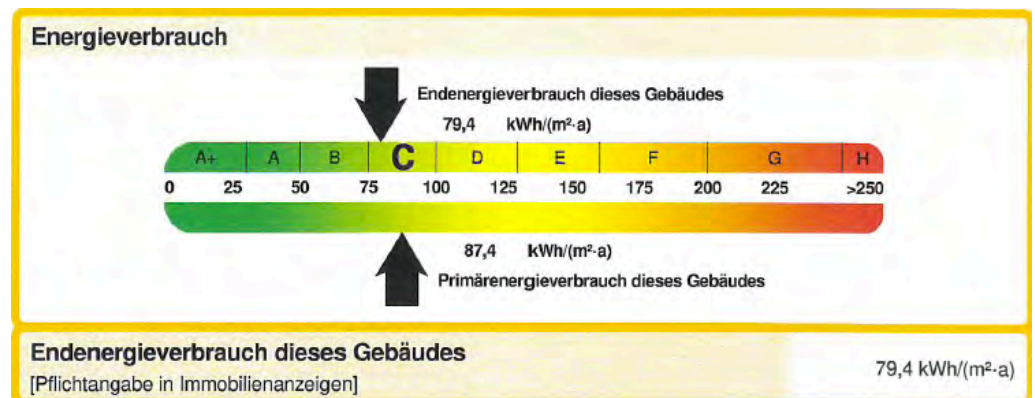 Energieverbrauch
Endenergieverbrauch dieses Gebäudes
79,4 kWh/(m²·a)
A+ A B C D E F G H
0 25 50 75 100 125 150 175 200 225 >250
87,4 kWh/(m²·a)
Primärenergieverbrauch dieses Gebäudes
Endenergieverbrauch dieses Gebäudes
79,4 kWh/(m²·a)
[Pflichtangabe in Immobilienanzeigen]